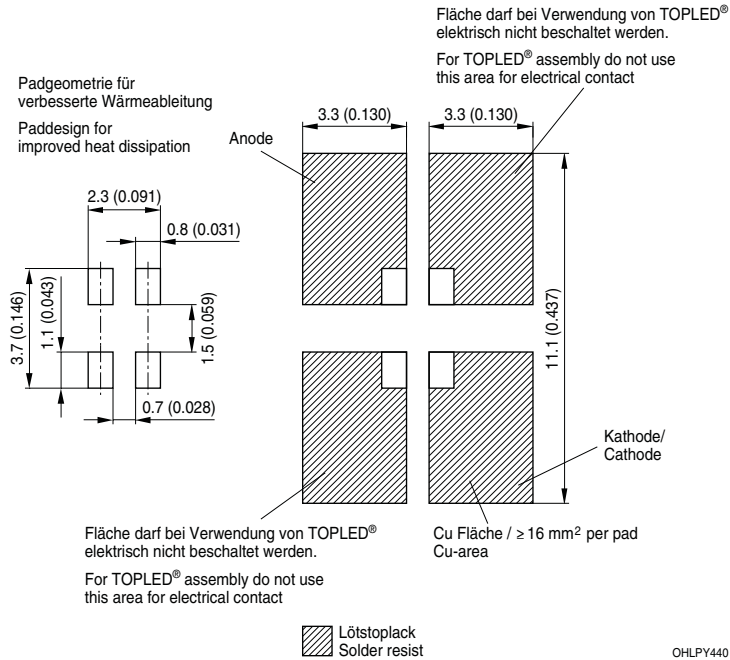 Fläche darf bei Verwendung von TOPLED®
elektrisch nicht beschaltet werden.
For TOPLED® assembly do not use
this area for electrical contact
Padgeometrie für
verbesserte Wärmeableitung
Paddesign for
improved heat dissipation
Anode
3.3 (0.130)
3.3 (0.130)
2.3 (0.091)
0.8 (0.031)
3.7 (0.146)
1.1 (0.043)
1.5 (0.059)
0.7 (0.028)
11.1 (0.437)
Kathode/
Cathode
Fläche darf bei Verwendung von TOPLED®
elektrisch nicht beschaltet werden.
For TOPLED® assembly do not use
this area for electrical contact
Cu Fläche / ≥ 16 mm² per pad
Cu-area
Lötstoplack
Solder resist
OHLPY440